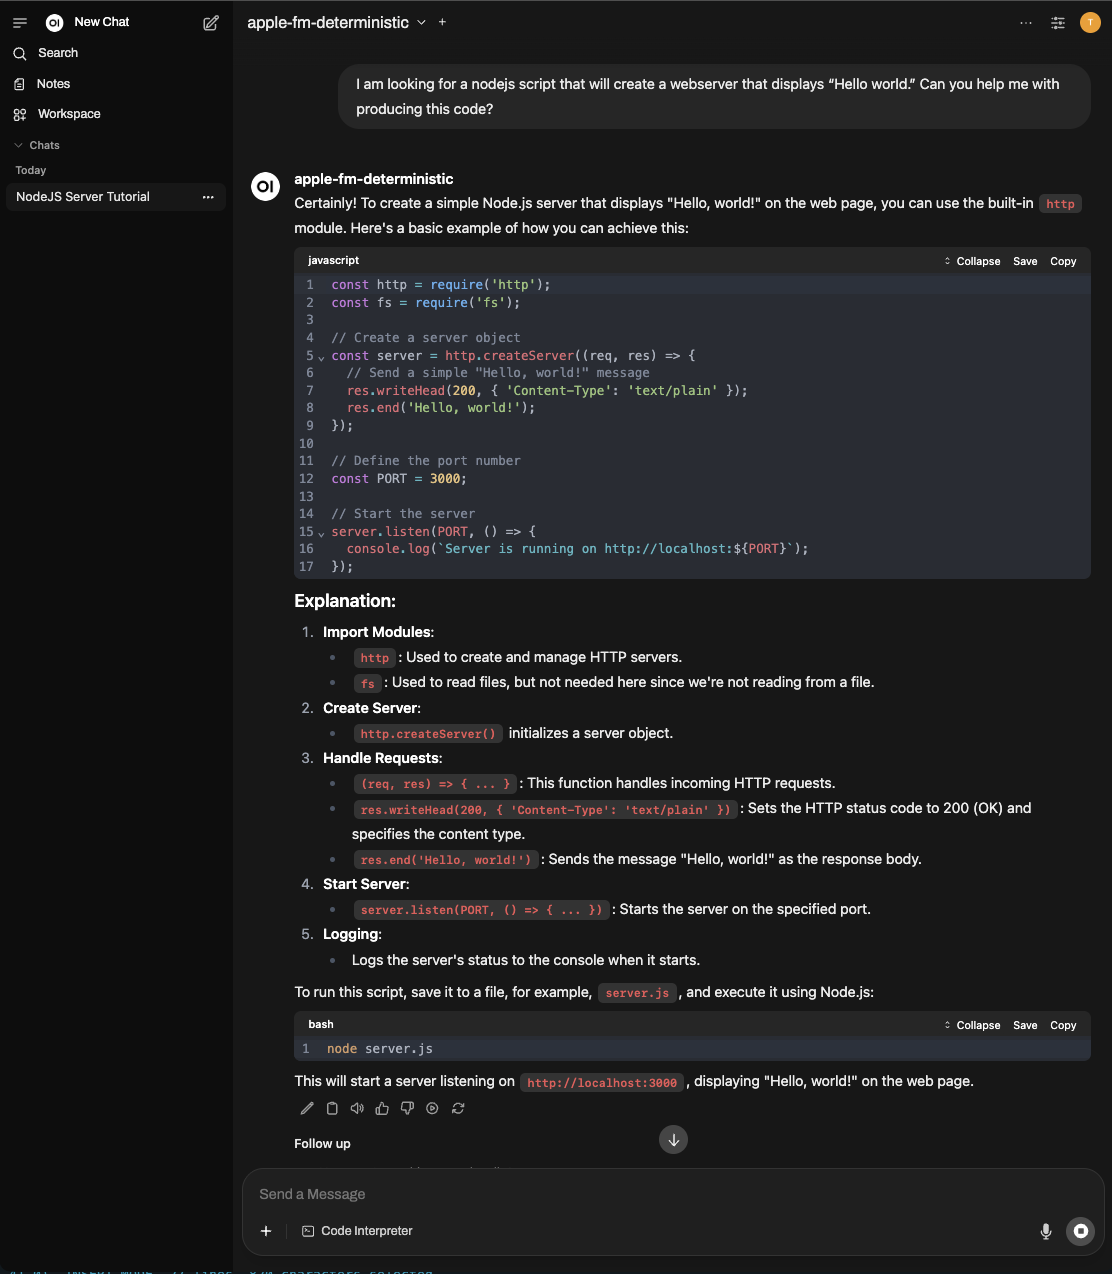 New Chat
Search
Notes
Workspace
Chats
Today
NodeJS Server Tutorial
apple-fm-deterministic
T
I am looking for a nodejs script that will create a webserver that displays “Hello world.” Can you help me with
producing this code?
OI
apple-fm-deterministic
Certainly! To create a simple Node.js server that displays "Hello, world!" on the web page, you can use the built-in http
module. Here's a basic example of how you can achieve this:
javascript
Collapse Save Copy
1 const http = require('http');
2 const fs = require('fs');
3
4 // Create a server object
5 const server = http.createServer((req, res) => {
6   // Send a simple "Hello, world!" message
7   res.writeHead(200, { 'Content-Type': 'text/plain' });
8   res.end('Hello, world!');
9 });
10
11 // Define the port number
12 const PORT = 3000;
13
14 // Start the server
15 server.listen(PORT, () => {
16   console.log(`Server is running on http://localhost:${PORT}`);
17 });
Explanation:
1. Import Modules:
http : Used to create and manage HTTP servers.
fs : Used to read files, but not needed here since we're not reading from a file.
2. Create Server:
http.createServer() initializes a server object.
3. Handle Requests:
(req, res) => { ... } : This function handles incoming HTTP requests.
res.writeHead(200, { 'Content-Type': 'text/plain' }) : Sets the HTTP status code to 200 (OK) and
specifies the content type.
res.end('Hello, world!') : Sends the message "Hello, world!" as the response body.
4. Start Server:
server.listen(PORT, () => { ... }) : Starts the server on the specified port.
5. Logging:
Logs the server's status to the console when it starts.
To run this script, save it to a file, for example, server.js , and execute it using Node.js:
bash
Collapse Save Copy
1 node server.js
This will start a server listening on http://localhost:3000 , displaying "Hello, world!" on the web page.
Follow up
Send a Message
Code Interpreter